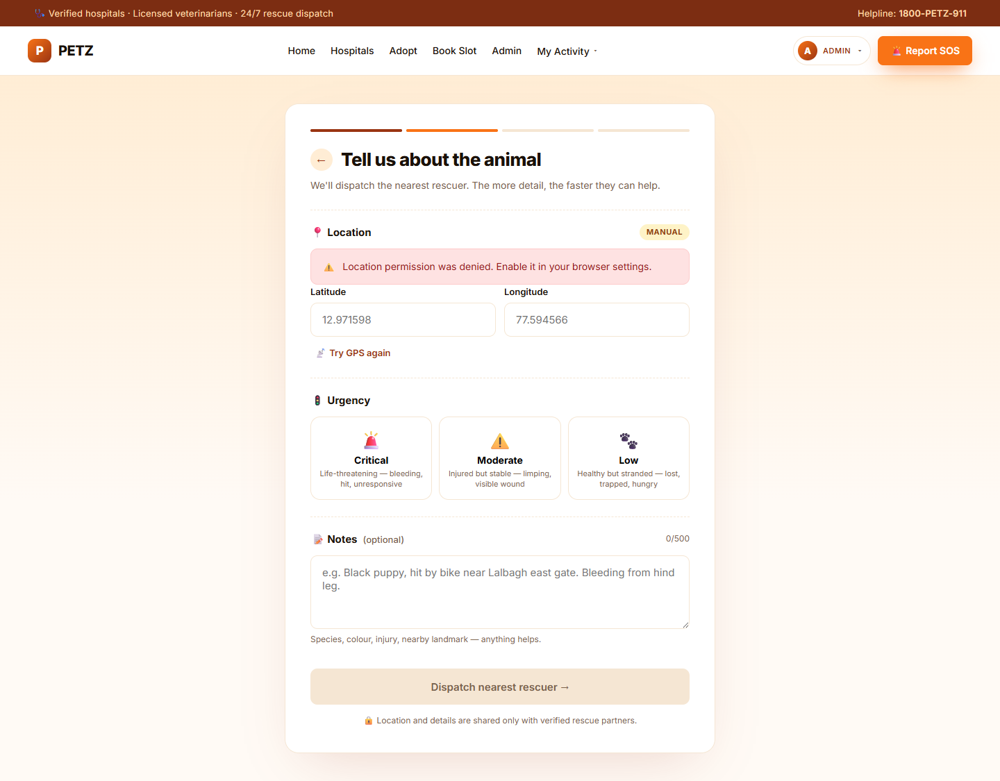 Verified hospitals · Licensed veterinarians · 24/7 rescue dispatch
Helpline: 1800-PETZ-911
P PETZ
Home Hospitals Adopt Book Slot Admin My Activity
A ADMIN
Report SOS
← Tell us about the animal
We'll dispatch the nearest rescuer. The more detail, the faster they can help.
Location
MANUAL
Location permission was denied. Enable it in your browser settings.
Latitude Longitude
12.971598 77.594566
Try GPS again
Urgency
Critical
Life-threatening — bleeding,
hit, unresponsive
Moderate
Injured but stable — limping,
visible wound
Low
Healthy but stranded — lost,
trapped, hungry
Notes (optional)
0/500
e.g. Black puppy, hit by bike near Lalbagh east gate. Bleeding from hind
leg.
Species, colour, injury, nearby landmark — anything helps.
Dispatch nearest rescuer →
Location and details are shared only with verified rescue partners.